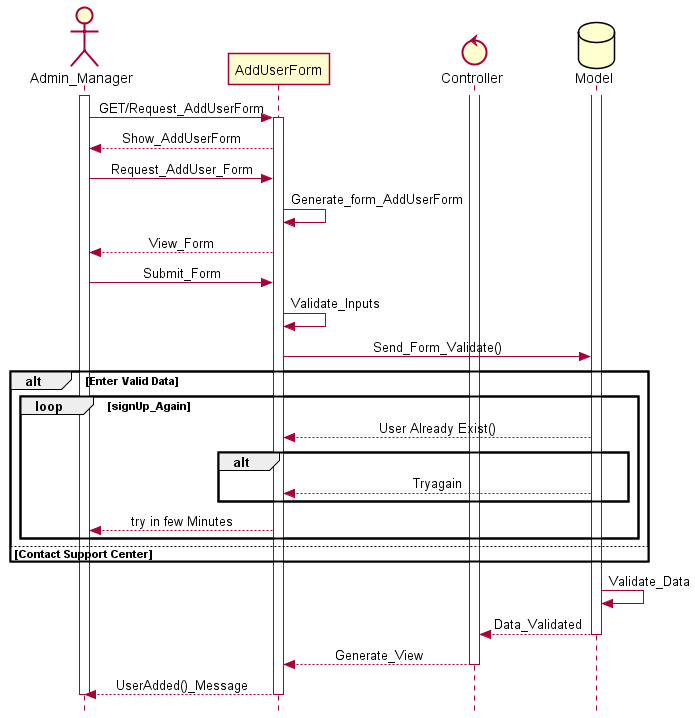 Admin_Manager
AddUserForm
Controller
Model
GET/Request_AddUserForm
Show_AddUserForm
Request_AddUser_Form
Generate_form_AddUserForm
View_Form
Submit_Form
Validate_Inputs
Send_Form_Validate()
alt [Enter Valid Data]
loop [signUp_Again]
User Already Exist()
alt
Tryagain
try in few Minutes
[Contact Support Center]
Validate_Data
Data_Validated
Generate_View
UserAdded()_Message